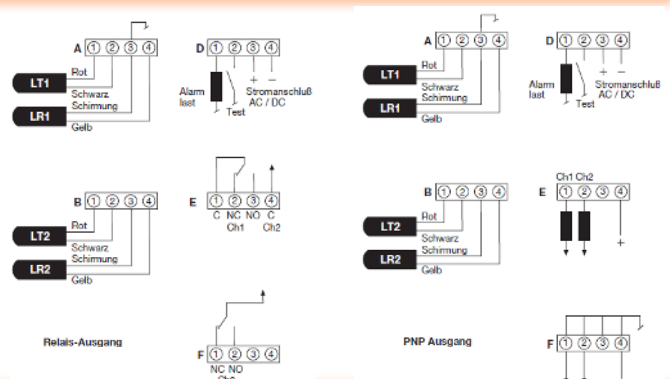 A ① ② ③ ④
LT1
Rot
Schwarz
LR1
Schirmung
Gelb
D ① ② ③ ④
Alarm
last
Test
+ −
Stromanschluß
AC / DC
B ① ② ③ ④
LT2
Rot
Schwarz
LR2
Schirmung
Gelb
E ① ② ③ ④
C NC NO C
Ch1 Ch2
Relais-Ausgang
F ① ② ③ ④
NC NO
A ① ② ③ ④
LT1
Rot
Schwarz
LR1
Schirmung
Gelb
D ① ② ③ ④
Alarm
last
Test
+ −
Stromanschluß
AC / DC
B ① ② ③ ④
LT2
Rot
Schwarz
LR2
Schirmung
Gelb
Ch1 Ch2
E ① ② ③ ④
+
PNP Ausgang
F ① ② ③ ④